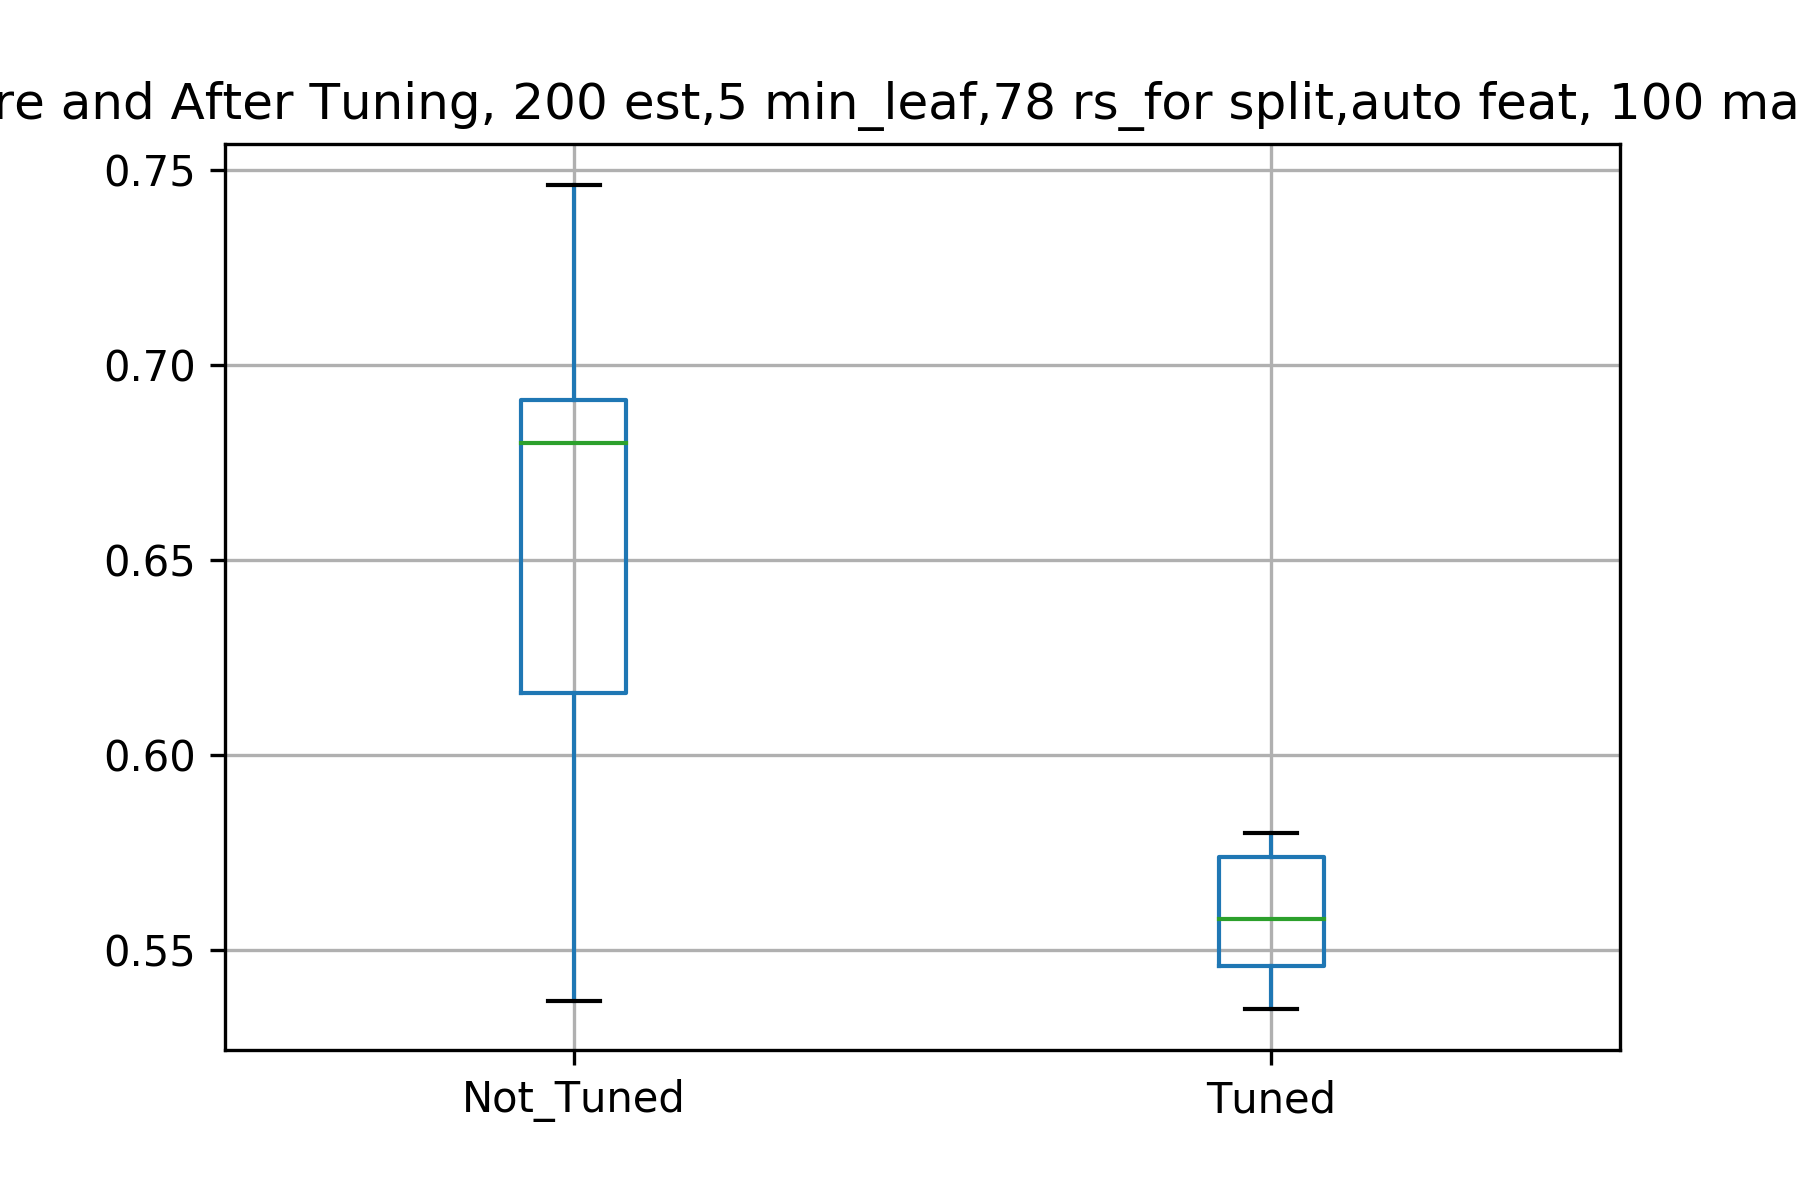 re and After Tuning, 200 est,5 min_leaf,78 rs_for split,auto feat, 100 ma
0.75
0.70
0.65
0.60
0.55
Not_Tuned Tuned